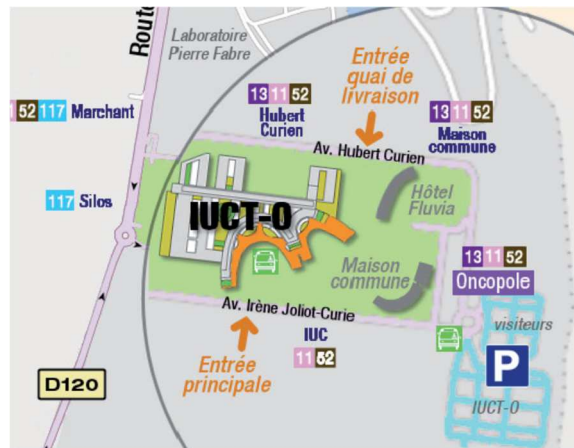 Route
Laboratoire
Pierre Fabre
Entrée
quai de
livraison
13 11 52
Hubert
Curien
13 11 52
Maison
commune
52 117 Marchant
Av. Hubert Curien
Hôtel
Fluvia
117 Silos
IUCT-O
13 11 52
Oncopole
Maison
commune
Av. Irène Joliot-Curie
IUC
11 52
visiteurs
Entrée
principale
P
D120
IUCT-O